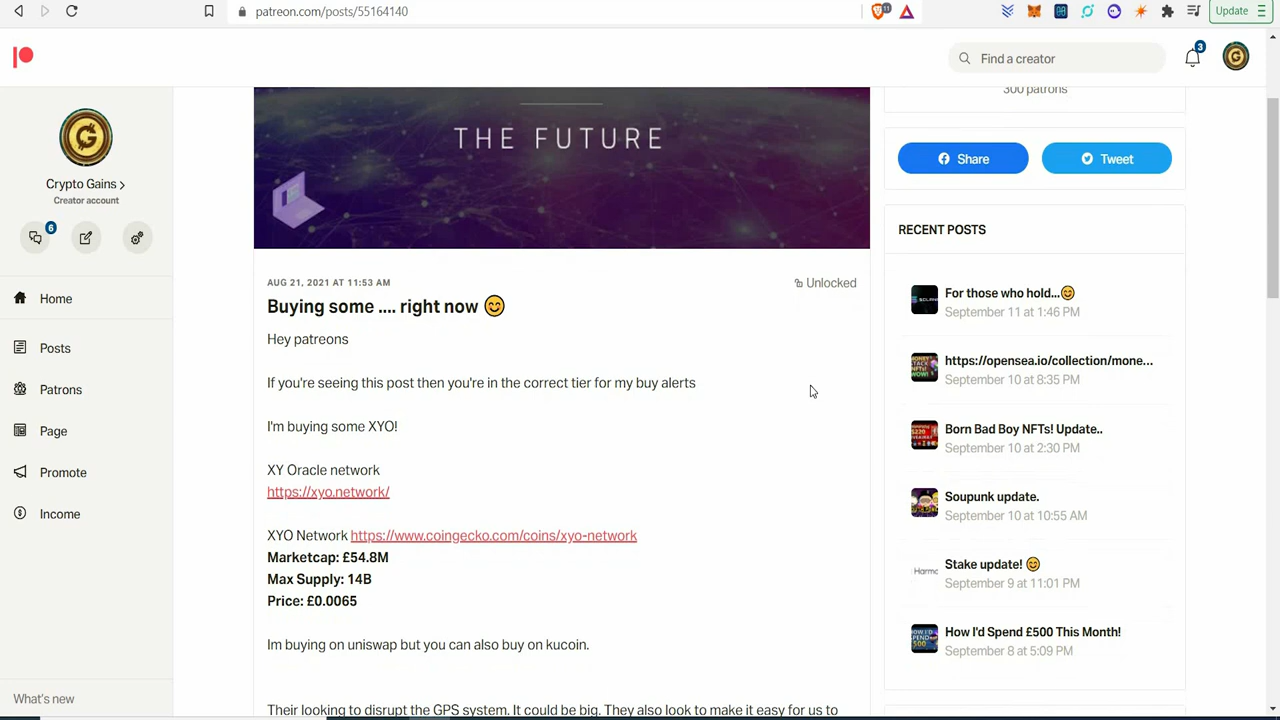 patreon.com/posts/55164140
11
Update
Find a creator
3
300 patrons
THE FUTURE
Share
Tweet
Crypto Gains
Creator account
6
Home
Posts
Patrons
Page
Promote
Income
What's new
AUG 21, 2021 AT 11:53 AM
Unlocked
Buying some .... right now 😊
Hey patreons
If you're seeing this post then you're in the correct tier for my buy alerts
I'm buying some XYO!
XY Oracle network
https://xyo.network/
XYO Network https://www.coingecko.com/coins/xyo-network
Marketcap: £54.8M
Max Supply: 14B
Price: £0.0065
Im buying on uniswap but you can also buy on kucoin.
Their looking to disrupt the GPS system. It could be big. They also look to make it easy for us to
RECENT POSTS
For those who hold...😊
September 11 at 1:46 PM
https://opensea.io/collection/mone...
September 10 at 8:35 PM
Born Bad Boy NFTs! Update..
September 10 at 2:30 PM
Soupunk update.
September 10 at 10:55 AM
Harmo
Stake update! 😊
September 9 at 11:01 PM
How I'd Spend £500 This Month!
September 8 at 5:09 PM